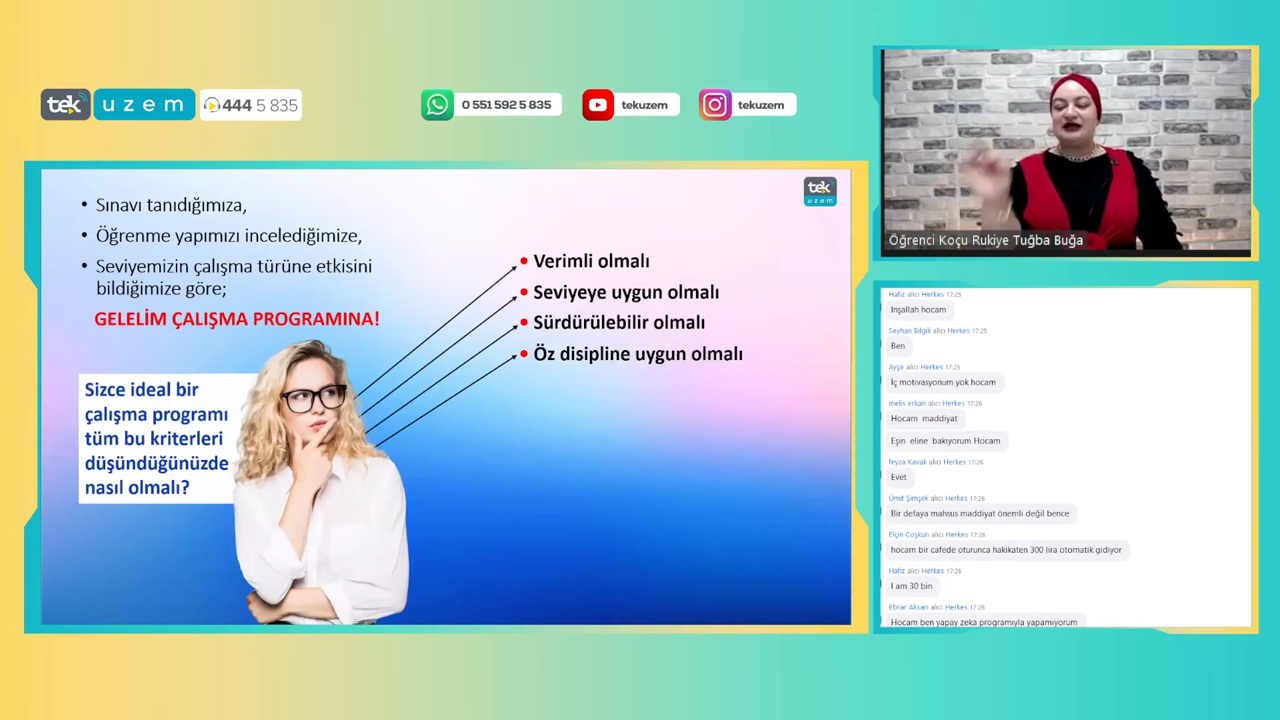 tek uzem 444 5 835
0 551 592 5 835
tekuzem
tekuzem
tek
uzem
• Sınavı tanıdığımıza,
• Öğrenme yapımızı incelediğimize,
• Seviyemizin çalışma türüne etkisini
bildiğimize göre;
GELELİM ÇALIŞMA PROGRAMINA!
Sizce ideal bir
çalışma programı
tüm bu kriterleri
düşündüğünüzde
nasıl olmalı?
• Verimli olmalı
• Seviyeye uygun olmalı
• Sürdürülebilir olmalı
• Öz disipline uygun olmalı
Öğrenci Koçu Rukiye Tuğba Buğa
Hafız alıcı Herkes 17:25
Inşallah hocam
Seyhan Bilgili alıcı Herkes 17:25
Ben
Ayşe alıcı Herkes 17:25
İç motivasyonum yok hocam
melis erkan alıcı Herkes 17:26
Hocam maddiyat
Eşin eline bakıyorum Hocam
feyza Kavak alıcı Herkes 17:26
Evet
Ümit Şimşek alıcı Herkes 17:26
Bir defaya mahsus maddiyat önemli değil bence
Elçin Coşkun alıcı Herkes 17:26
hocam bir cafede oturunca hakikaten 300 lira otomatik gidiyor
Hafız alıcı Herkes 17:26
I am 30 bin
Ebrar Aksarı alıcı Herkes 17:26
Hocam ben yapay zeka programıyla yapamıyorum